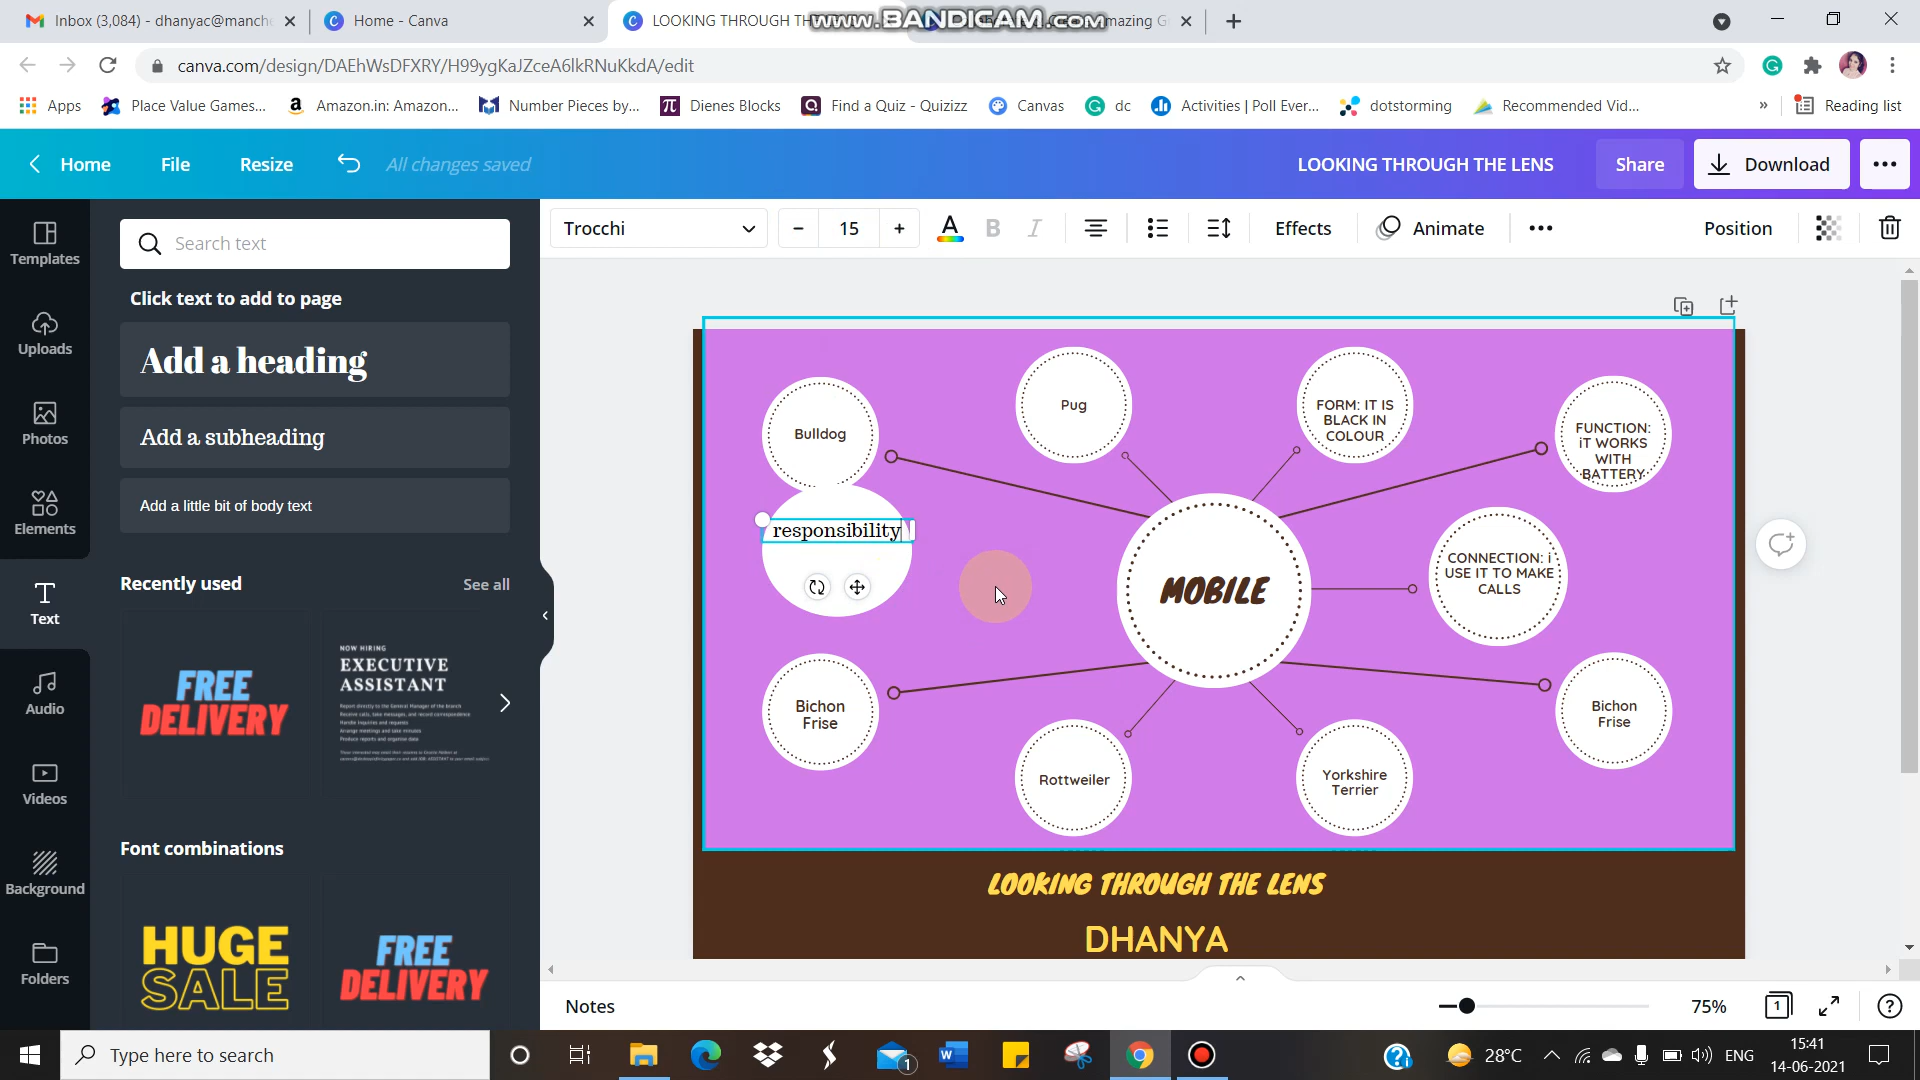 Inbox (3,084) - dhanyac@manche
Home - Canva
LOOKING THROUGH TH
www.BANDICAM.com
mazing G
canva.com/design/DAEhWsDFXRY/H99ygKaJZceA6lkRNuKkdA/edit
Apps
Place Value Games...
Amazon.in: Amazon...
Number Pieces by...
Dienes Blocks
Find a Quiz - Quizizz
Canvas
dc
Activities | Poll Ever...
dotstorming
Recommended Vid...
»
Reading list
Home
File
Resize
All changes saved
LOOKING THROUGH THE LENS
Share
Download
Trocchi
15
A
B
I
Effects
Animate
Position
Templates
Uploads
Photos
Elements
Text
Audio
Videos
Background
Folders
Search text
Click text to add to page
Add a heading
Add a subheading
Add a little bit of body text
Recently used
See all
FREE
DELIVERY
NOW HIRING
EXECUTIVE
ASSISTANT
Font combinations
HUGE
SALE
FREE
DELIVERY
Bulldog
Pug
FORM: IT IS
BLACK IN
COLOUR
FUNCTION:
iT WORKS
WITH
BATTERY
responsibility
MOBILE
CONNECTION: i
USE IT TO MAKE
CALLS
Bichon
Frise
Rottweiler
Yorkshire
Terrier
Bichon
Frise
LOOKING THROUGH THE LENS
DHANYA
Notes
75%
1
Type here to search
1
28°C
ENG
15:41
14-06-2021